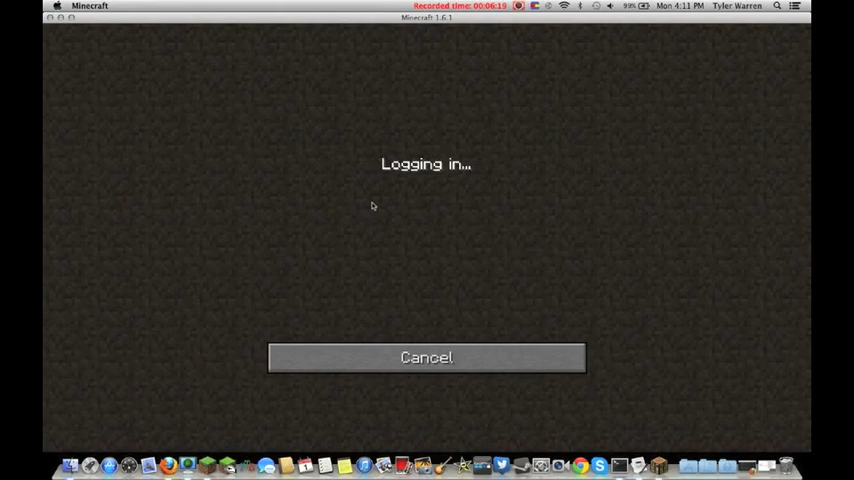 Minecraft Recorded time: 00:06:19 99% Mon 4:11 PM Tyler Warren
Minecraft 1.6.1
Logging in...
Cancel